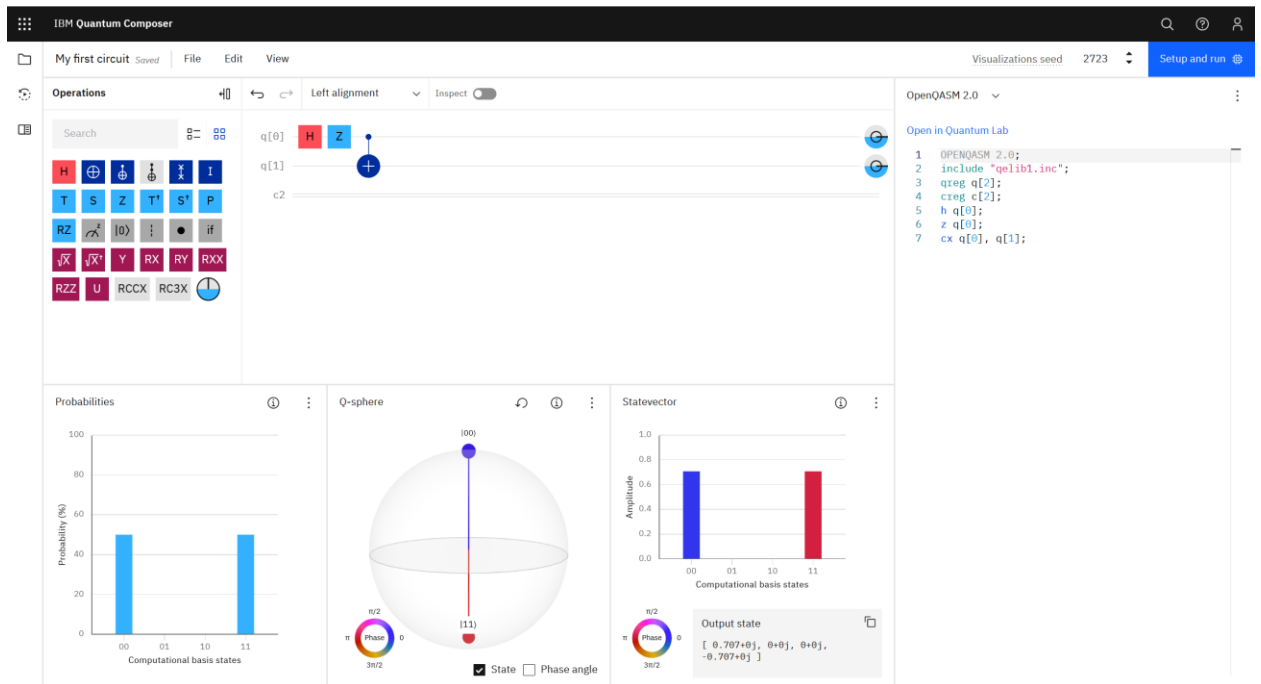 IBM Quantum Composer
My first circuit Saved File Edit View Visualizations seed 2723 Setup and run
Operations Left alignment Inspect OpenQASM 2.0
Search
Open in Quantum Lab
H I
T S Z T† S† P
RZ z |0⟩ if
√X √X† Y RX RY RXX
RZZ U RCCX RC3X
q[0] H Z
q[1] +
c2
1 OPENQASM 2.0;
2 include "qelib1.inc";
3 qreg q[2];
4 creg c[2];
5 h q[0];
6 z q[0];
7 cx q[0], q[1];
Probabilities
100
80
60
40
20
0
Probability (%)
00 01 10 11
Computational basis states
Q-sphere
|00⟩
|11⟩
π/2
π Phase 0
3π/2
State Phase angle
Statevector
1.0
0.8
0.6
0.4
0.2
0.0
Amplitude
00 01 10 11
Computational basis states
π/2
π Phase 0
3π/2
Output state
[ 0.707+0j, 0+0j, 0+0j,
-0.707+0j ]